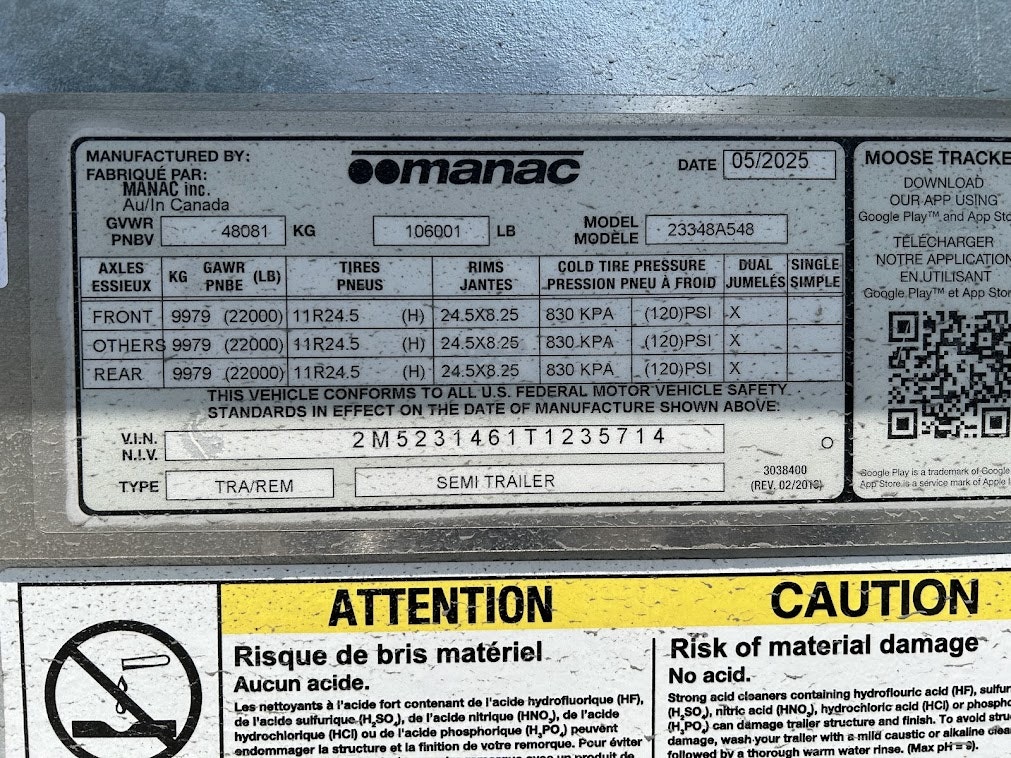 MANUFACTURED BY:
FABRIQUÉ PAR:
MANAC inc.
Au/In Canada
manac
DATE 05/2025
GVWR
PNBV 48081 KG 106001 LB
MODEL
MODÈLE 23348A548
AXLES
ESSIEUX
KG GAWR
PNBE (LB)
TIRES
PNEUS
RIMS
JANTES
COLD TIRE PRESSURE
PRESSION PNEU À FROID
DUAL
JUMELÉS
SINGLE
SIMPLE
FRONT 9979 (22000) 11R24.5 (H) 24.5X8.25 830 KPA (120)PSI X
OTHERS 9979 (22000) 11R24.5 (H) 24.5X8.25 830 KPA (120)PSI X
REAR 9979 (22000) 11R24.5 (H) 24.5X8.25 830 KPA (120)PSI X
THIS VEHICLE CONFORMS TO ALL U.S. FEDERAL MOTOR VEHICLE SAFETY
STANDARDS IN EFFECT ON THE DATE OF MANUFACTURE SHOWN ABOVE:
V.I.N.
N.I.V. 2M5231461T1235714
TYPE TRA/REM SEMI TRAILER
3038400
(REV. 02/2018)
MOOSE TRACKE
DOWNLOAD
OUR APP USING
Google Play™ and App Sto
TÉLÉCHARGER
NOTRE APPLICATION
EN UTILISANT
Google Play™ et App Stor
Google Play is a trademark of Google
App Store is a service mark of Apple I
ATTENTION
Risque de bris matériel
Aucun acide.
Les nettoyants à l'acide fort contenant de l'acide hydrofluorique (HF),
de l'acide sulfurique (H₂SO₄), de l'acide nitrique (HNO₃), de l'acide
hydrochlorique (HCl) ou de l'acide phosphorique (H₃PO₄) peuvent
endommager la structure et la finition de votre remorque. Pour éviter
CAUTION
Risk of material damage
No acid.
Strong acid cleaners containing hydroflouric acid (HF), sulfur
(H₂SO₄), nitric acid (HNO₃), hydrochloric acid (HCl) or phospho
(H₃PO₄) can damage trailer structure and finish. To avoid stru
damage, wash your trailer with a mild caustic or alkaline clea
followed by a thorough warm water rinse. (Max pH = 9).